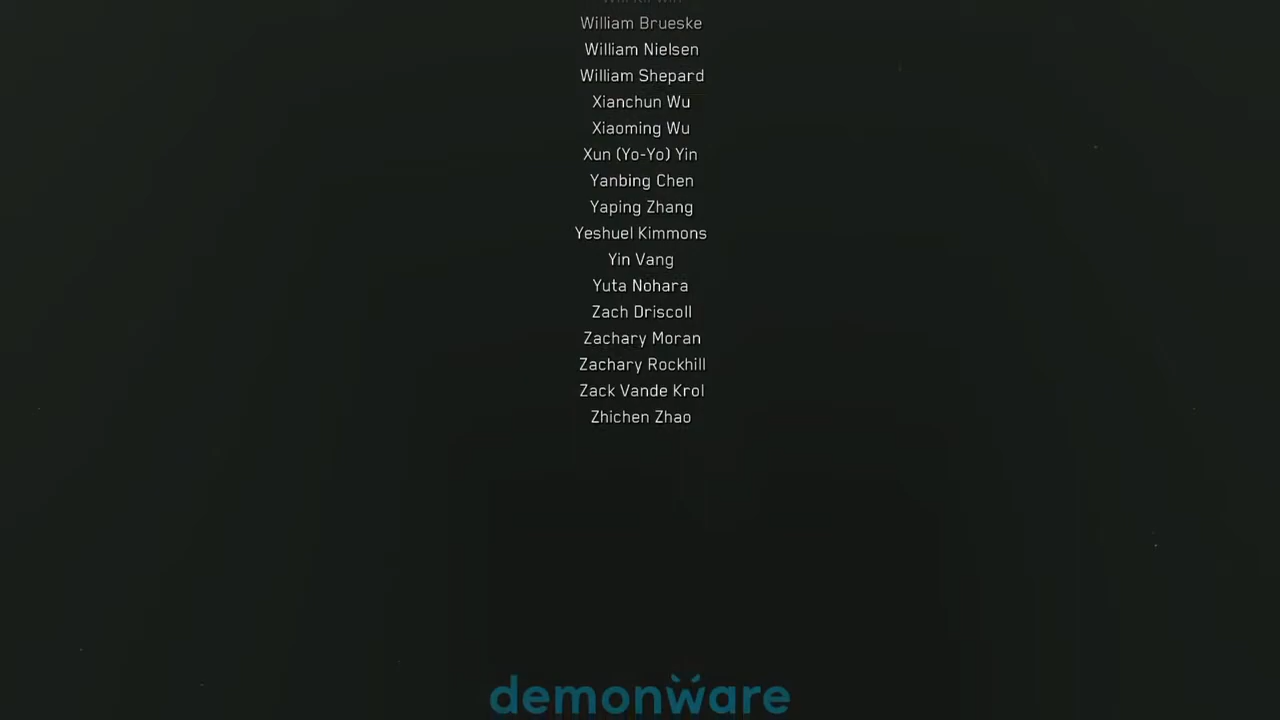 William Brueske
William Nielsen
William Shepard
Xianchun Wu
Xiaoming Wu
Xun (Yo-Yo) Yin
Yanbing Chen
Yaping Zhang
Yeshuel Kimmons
Yin Vang
Yuta Nohara
Zach Driscoll
Zachary Moran
Zachary Rockhill
Zack Vande Krol
Zhichen Zhao
demonware